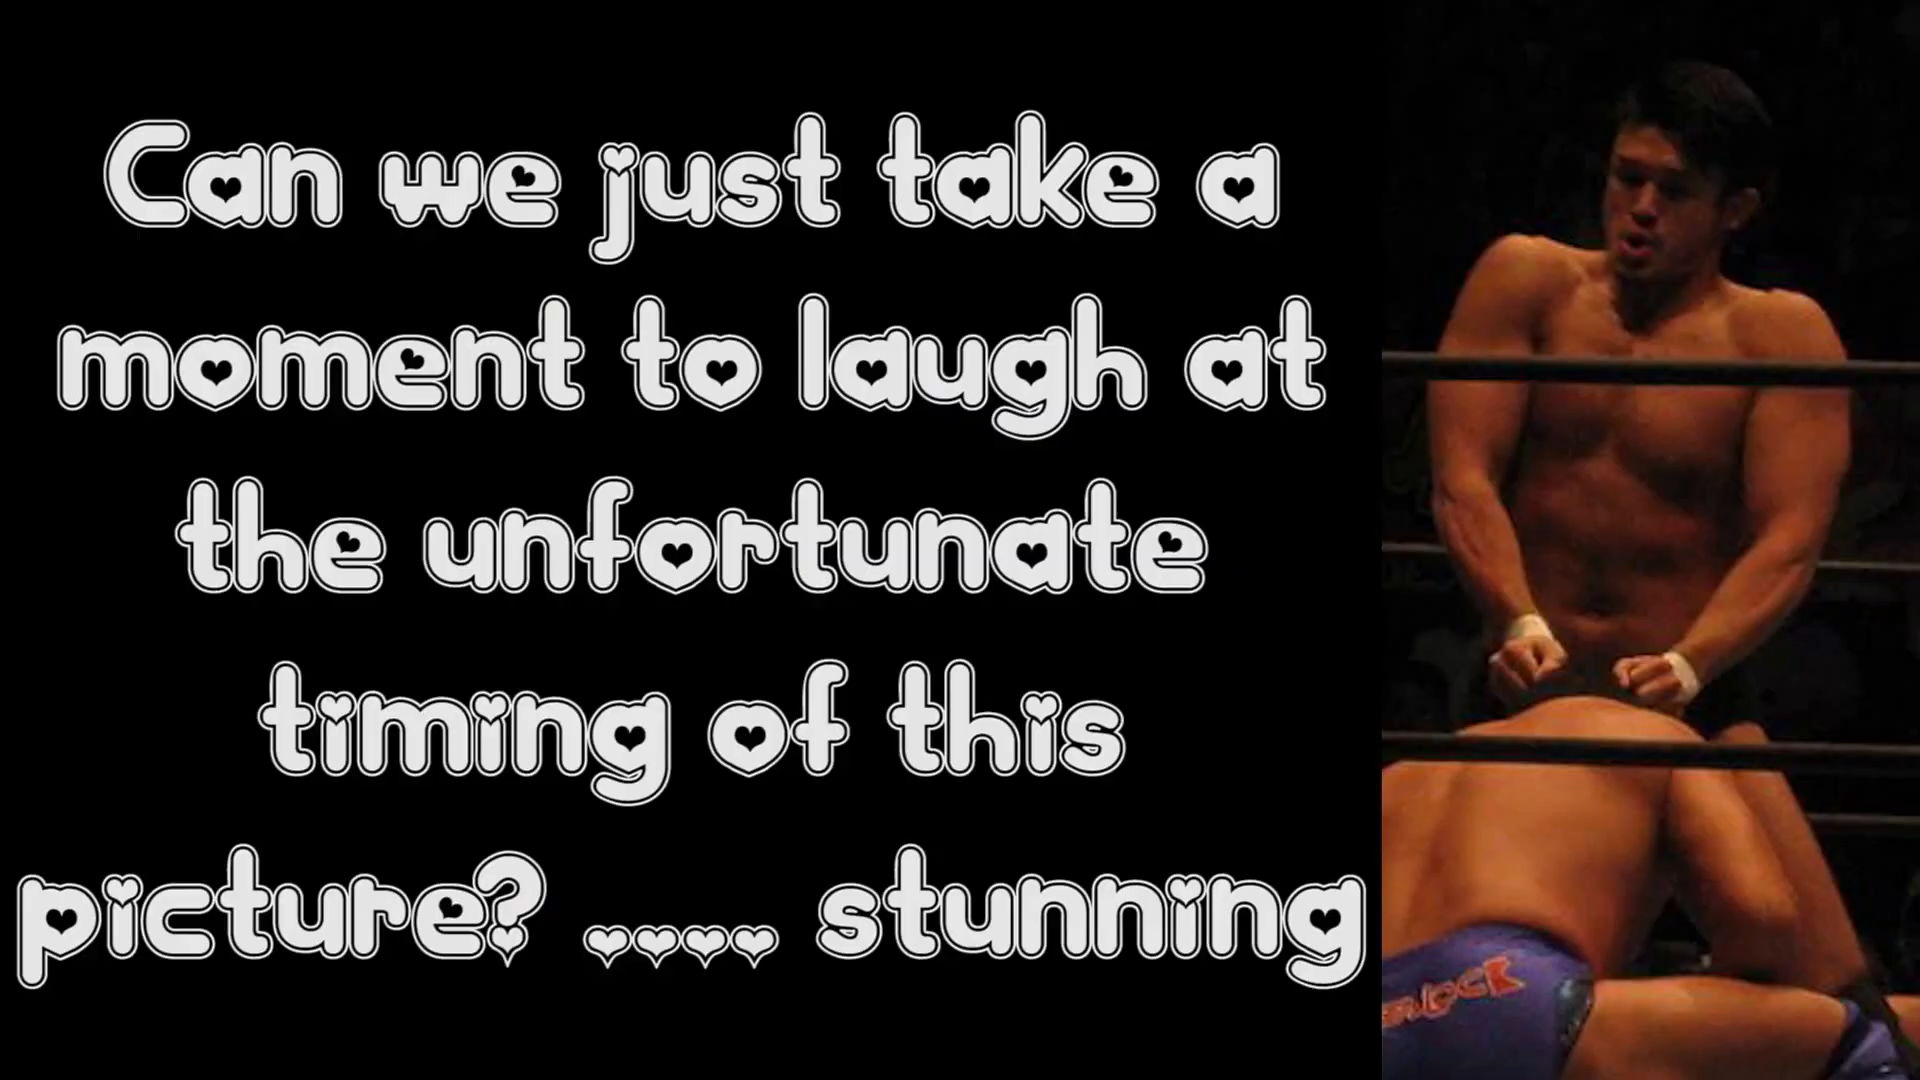 Can we just take a
moment to laugh at
the unfortunate
timing of this
picture? .... stunning